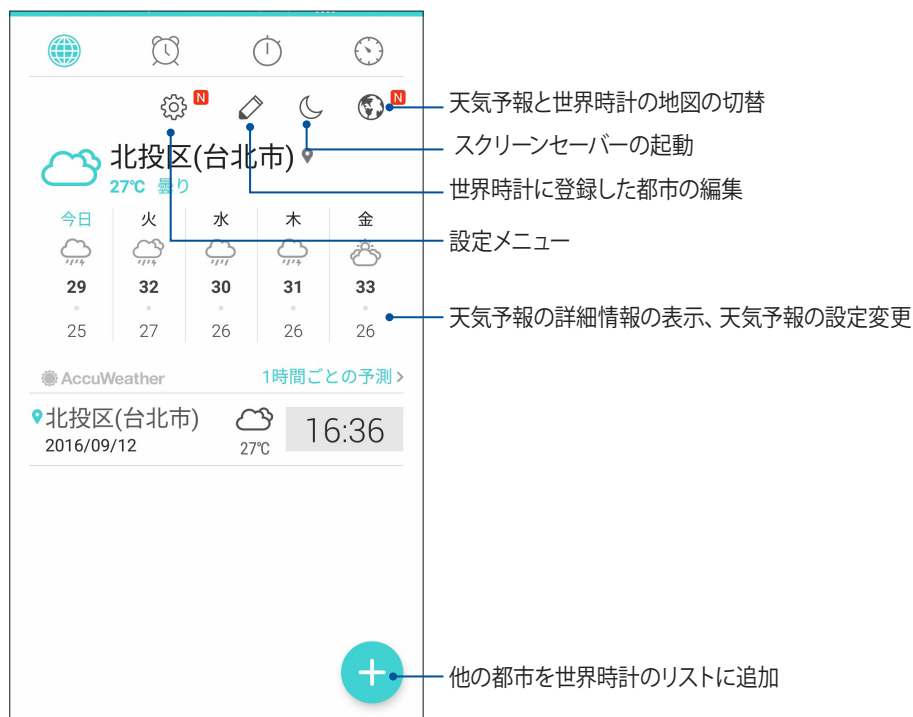 N
N
天気予報と世界時計の地図の切替
スクリーンセーバーの起動
北投区(台北市)
27℃ 曇り
世界時計に登録した都市の編集
今日 火 水 木 金
設定メニュー
29 32 30 31 33
25 27 26 26 26
天気予報の詳細情報の表示、天気予報の設定変更
AccuWeather 1時間ごとの予測 >
北投区(台北市)
2016/09/12
27℃
16:36
他の都市を世界時計のリストに追加